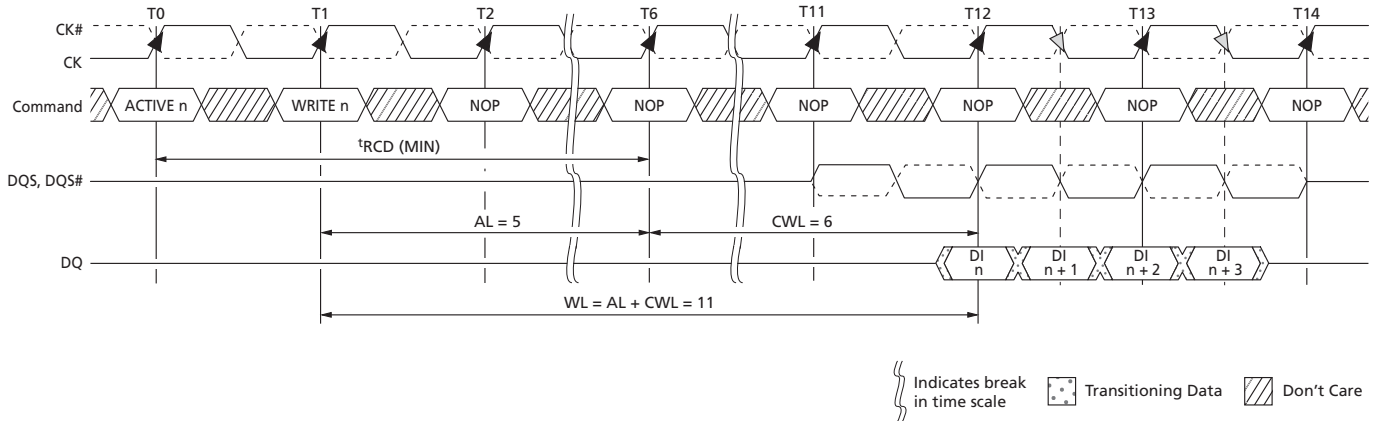 T0 T1 T2 T6 T11 T12 T13 T14
CK#
CK
Command ACTIVE n WRITE n NOP NOP NOP NOP NOP NOP
tRCD (MIN)
DQS, DQS#
AL = 5 CWL = 6
DQ DI n DI n + 1 DI n + 2 DI n + 3
WL = AL + CWL = 11
Indicates break
in time scale
Transitioning Data
Don't Care